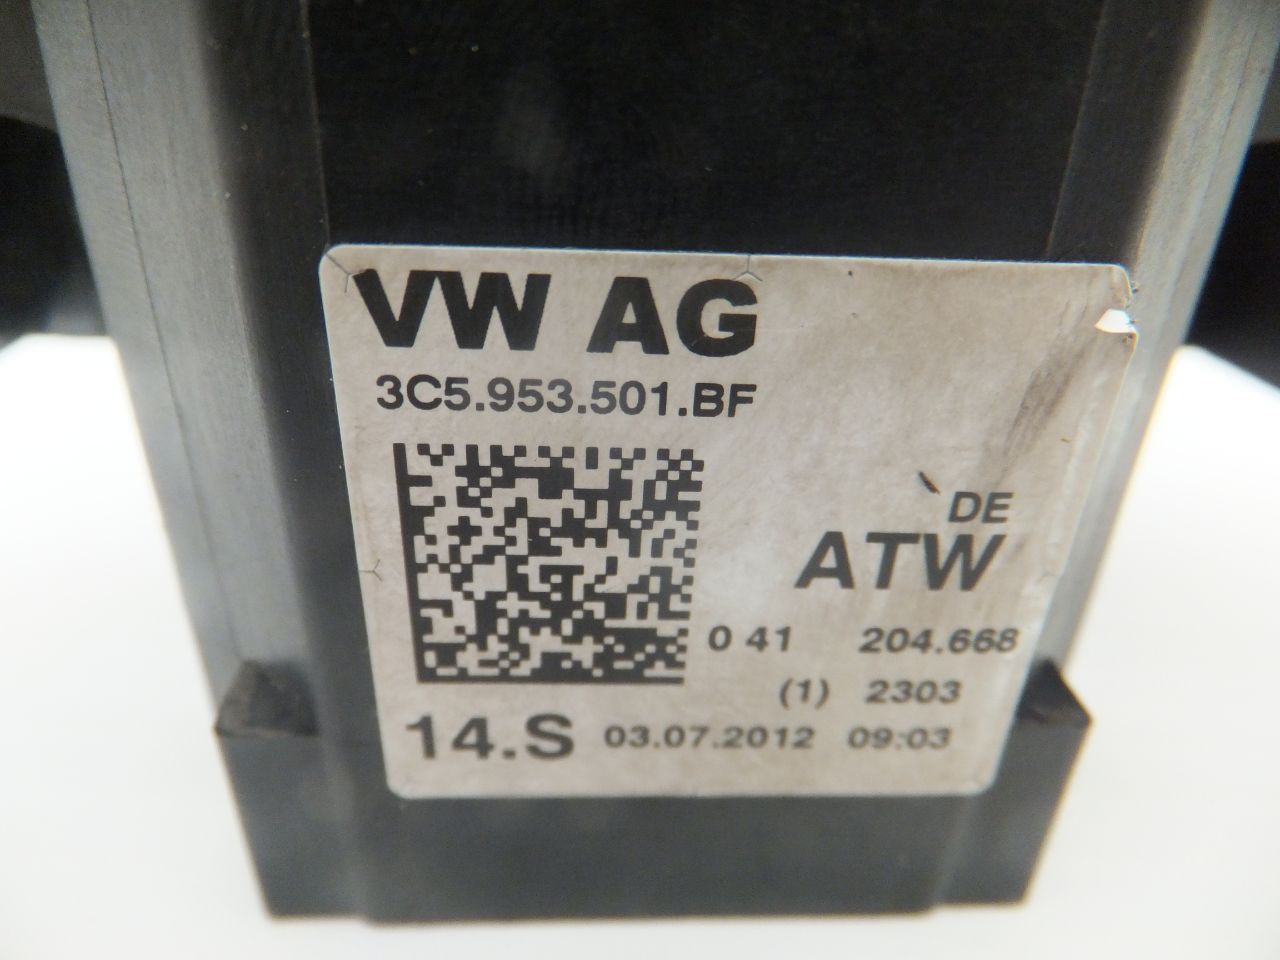 VW AG
3C5.953.501.BF
DE
ATW
0 41 204.668
(1) 2303
14.S 03.07.2012 09:03